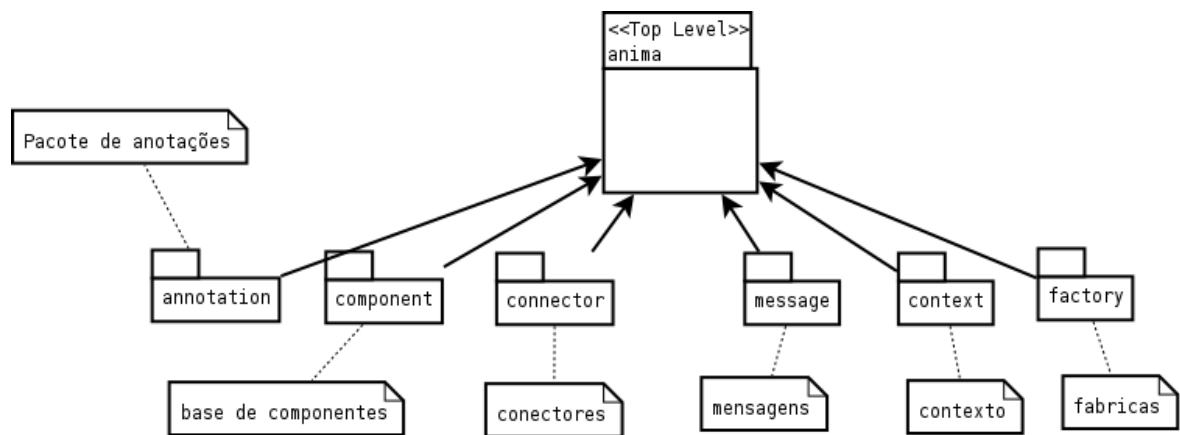 <<Top Level>>
anima
Pacote de anotações
annotation
component
connector
message
context
factory
base de componentes
conectores
mensagens
contexto
fabricas